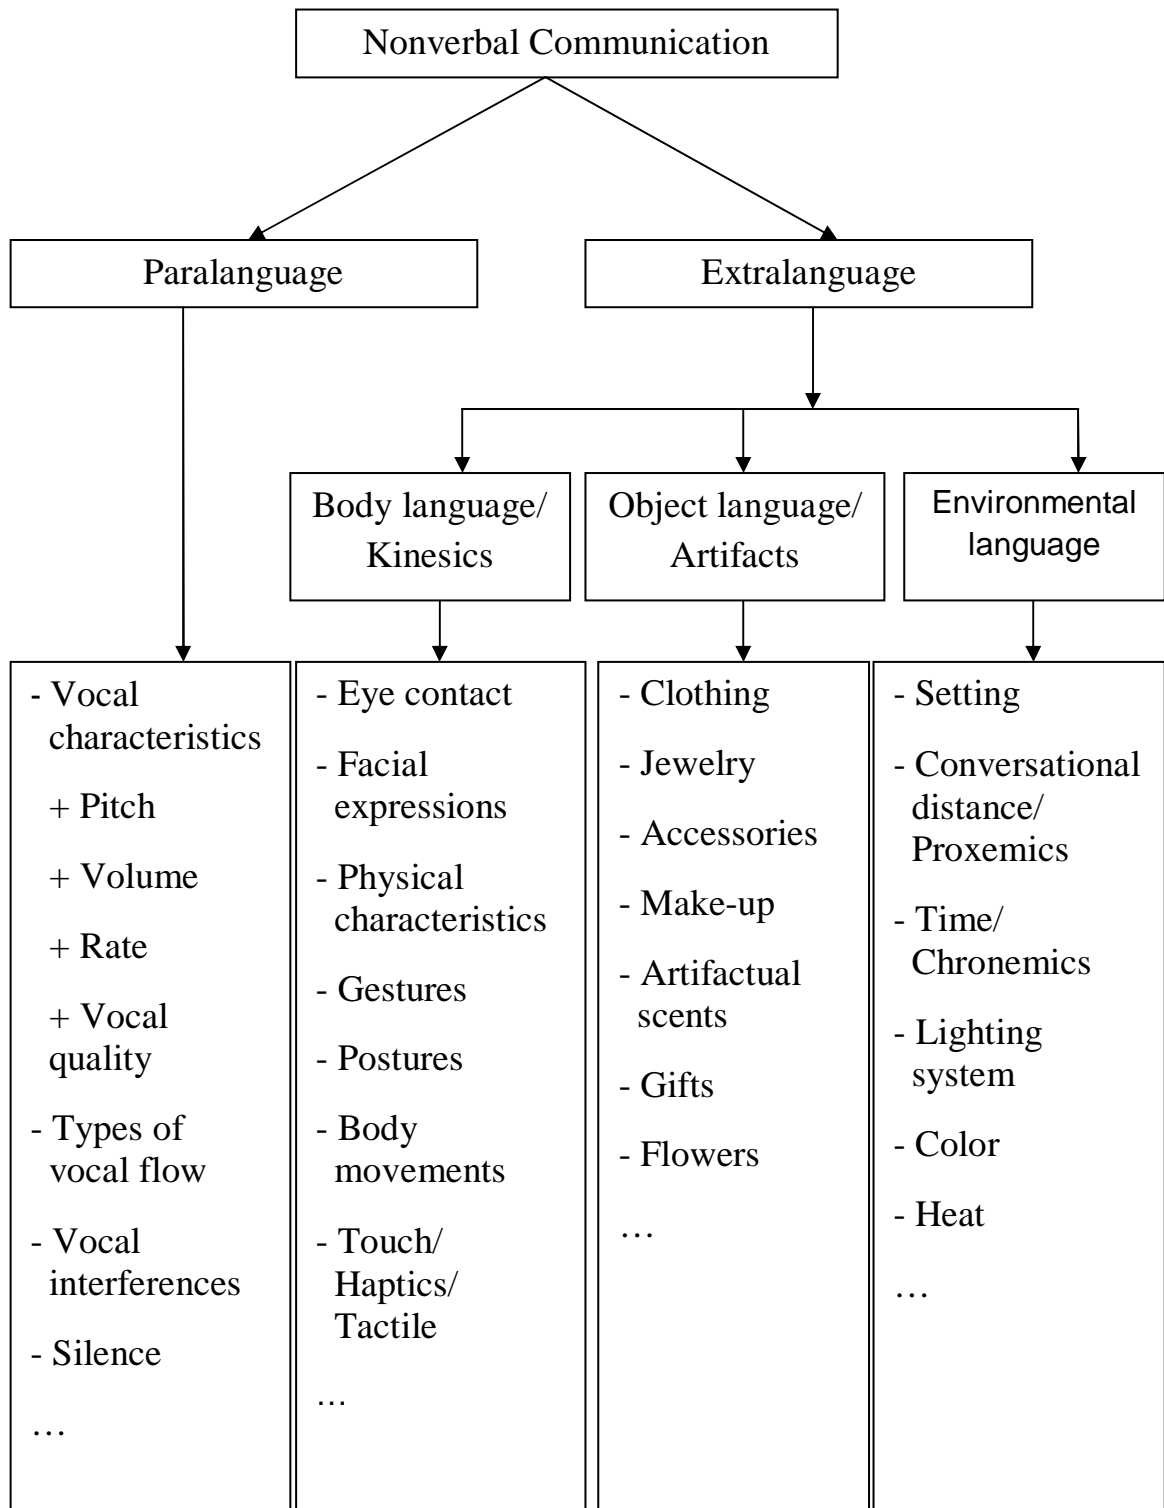 Nonverbal Communication
Paralanguage
Extralanguage
Body language/
Kinesics
Object language/
Artifacts
Environmental
language
- Vocal
characteristics
+ Pitch
+ Volume
+ Rate
+ Vocal
quality
- Types of
vocal flow
- Vocal
interferences
- Silence
…
- Eye contact
- Facial
expressions
- Physical
characteristics
- Gestures
- Postures
- Body
movements
- Touch/
Haptics/
Tactile
…
- Clothing
- Jewelry
- Accessories
- Make-up
- Artifactual
scents
- Gifts
- Flowers
…
- Setting
- Conversational
distance/
Proxemics
- Time/
Chronemics
- Lighting
system
- Color
- Heat
…